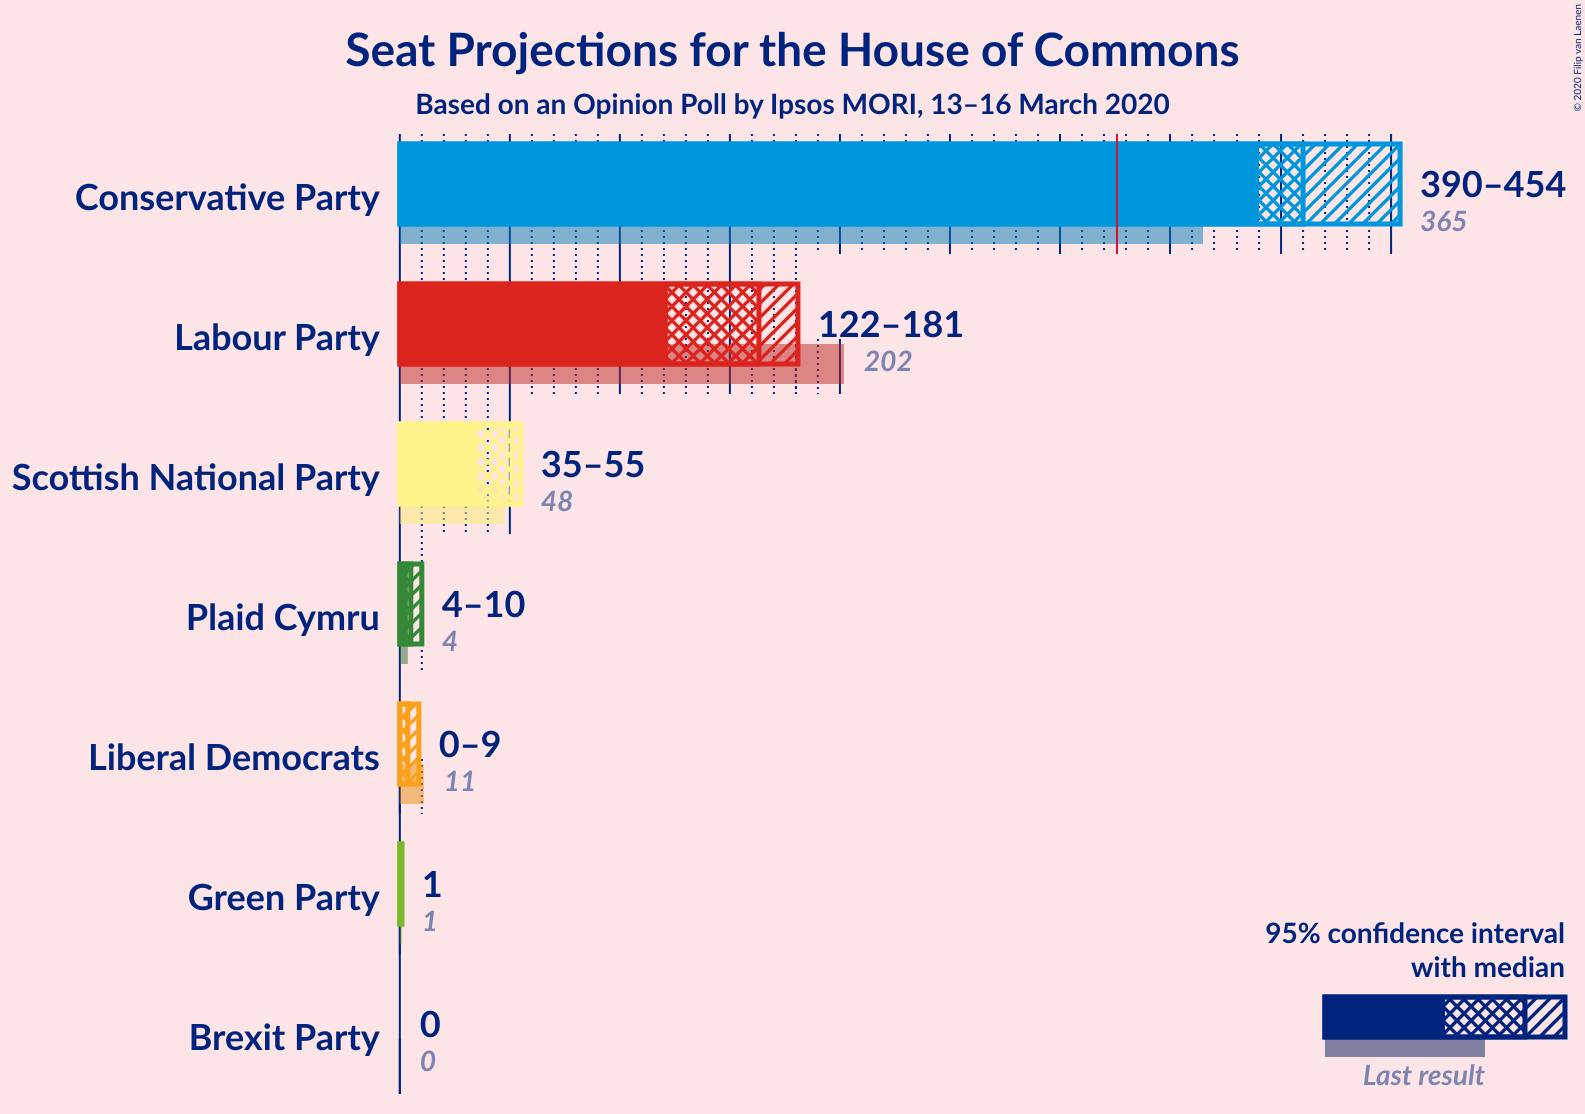 Seat Projections for the House of Commons
Based on an Opinion Poll by Ipsos MORI, 13–16 March 2020
© 2020 Filip van Laenen
Conservative Party
390–454
365
Labour Party
122–181
202
Scottish National Party
35–55
48
Plaid Cymru
4–10
4
Liberal Democrats
0–9
11
Green Party
1
1
Brexit Party
0
0
95% confidence interval
with median
Last result